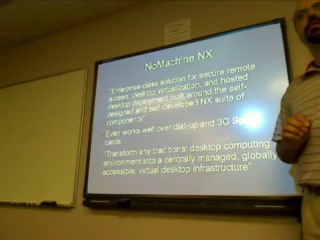 NoMachine NX
"Enterprise-class solution for secure remote
access, desktop virtualization, and hosted
desktop deployment built around the self-
designed and self developed NX suite of
components"
Even works well over dial-up and 3G
cards
"Transform any traditional desktop computing
environment into a centrally managed, globally
accessible, virtual desktop infrastructure"